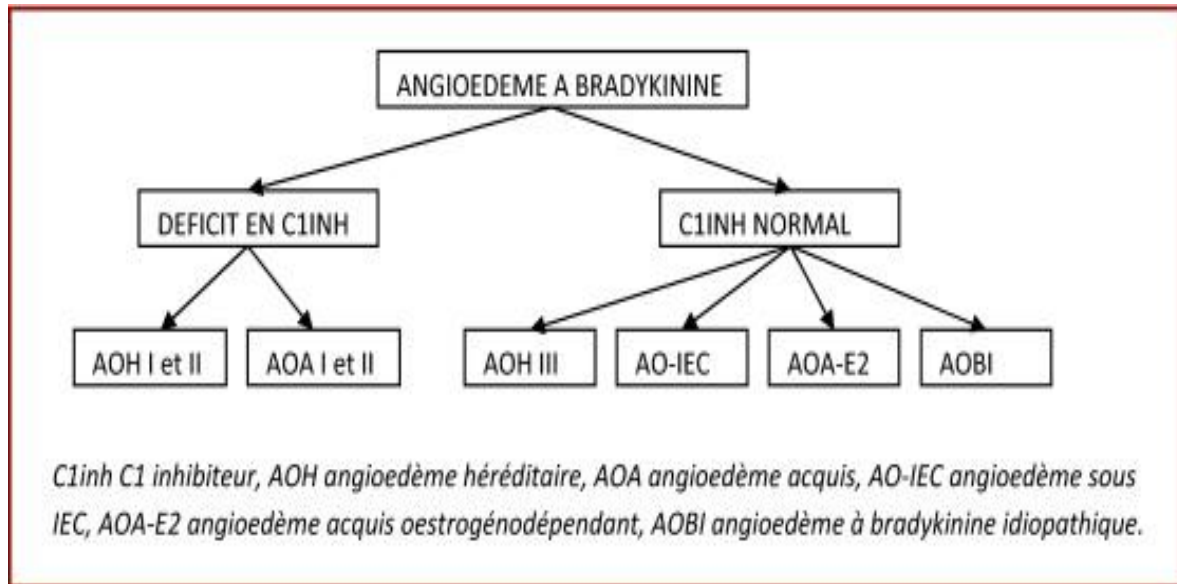 ANGIOEDEME A BRADYKININE
DEFICIT EN C1INH
C1INH NORMAL
AOH I et II
AOA I et II
AOH III
AO-IEC
AOA-E2
AOBI
C1inh C1 inhibiteur, AOH angioedème héréditaire, AOA angioedème acquis, AO-IEC angioedème sous
IEC, AOA-E2 angioedème acquis oestrogénodépendant, AOBI angioedème à bradykinine idiopathique.